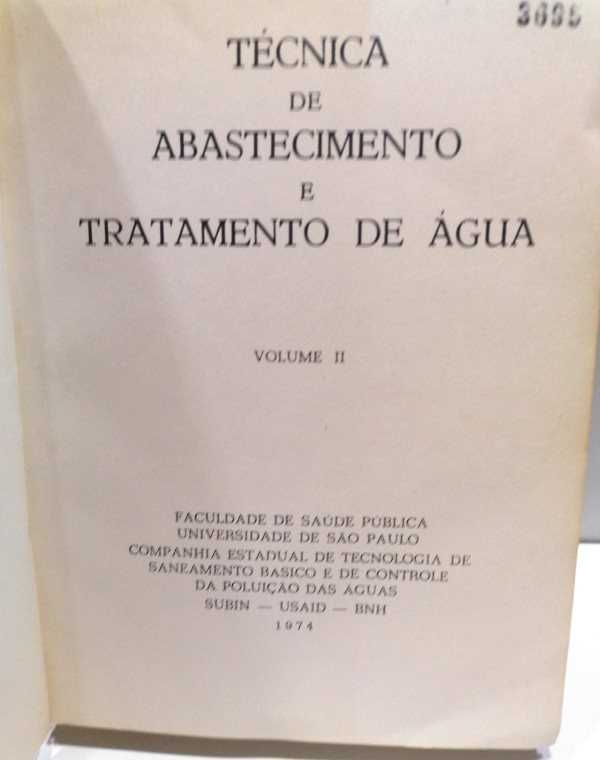 3695
TÉCNICA
DE
ABASTECIMENTO
E
TRATAMENTO DE ÁGUA
VOLUME II
FACULDADE DE SAÚDE PÚBLICA
UNIVERSIDADE DE SÃO PAULO
COMPANHIA ESTADUAL DE TECNOLOGIA DE
SANEAMENTO BASICO E DE CONTROLE
DA POLUIÇÃO DAS ÁGUAS
SUBIN — USAID — BNH
1974